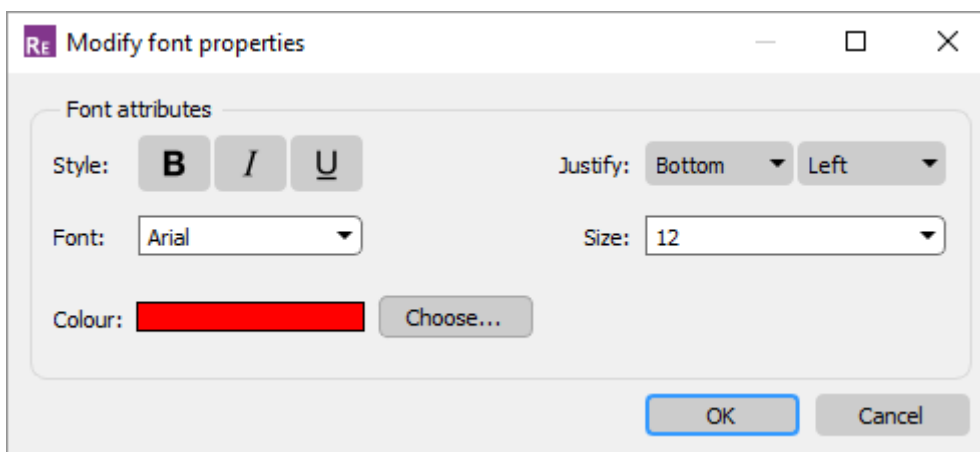 RE Modify font properties
Font attributes
Style: B I U Justify: Bottom Left
Font: Arial Size: 12
Colour: Choose...
OK Cancel